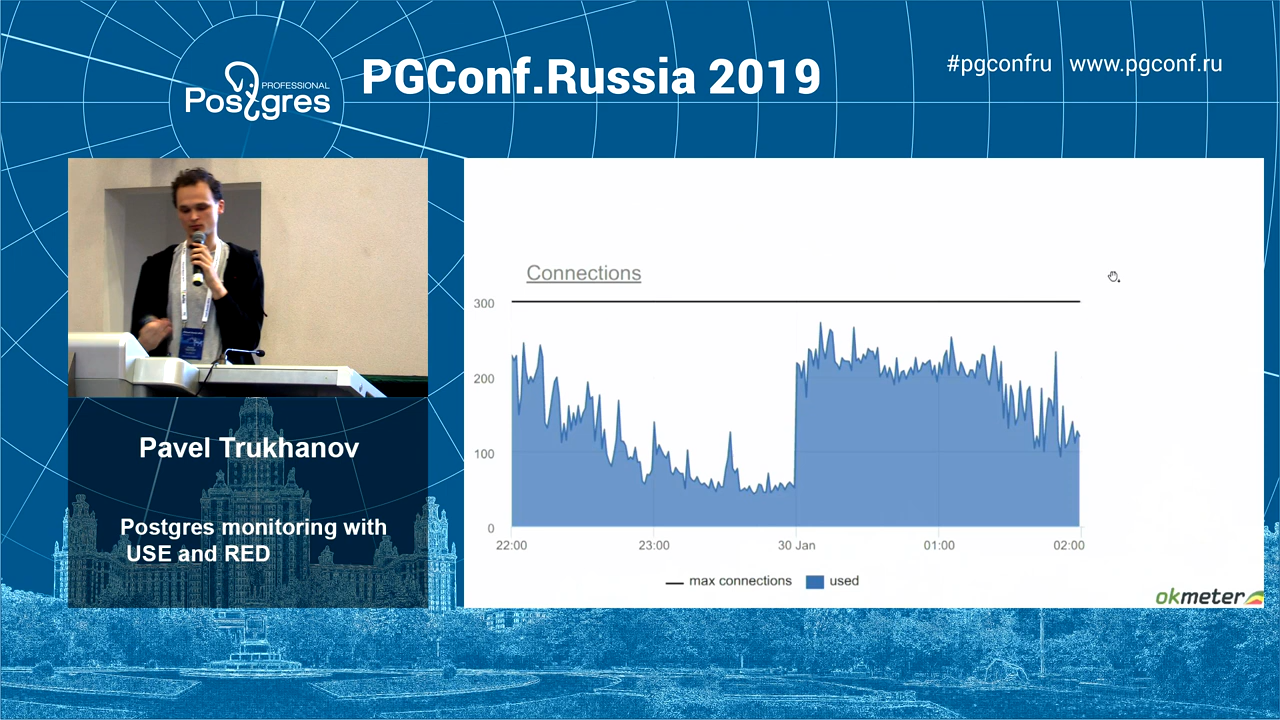 PROFESSIONAL
Postgres
PGConf.Russia 2019
#pgconfru www.pgconf.ru
Pavel Trukhanov
Postgres monitoring with
USE and RED
Connections
300
200
100
0
22:00 23:00 30 Jan 01:00 02:00
max connections used
okmeter